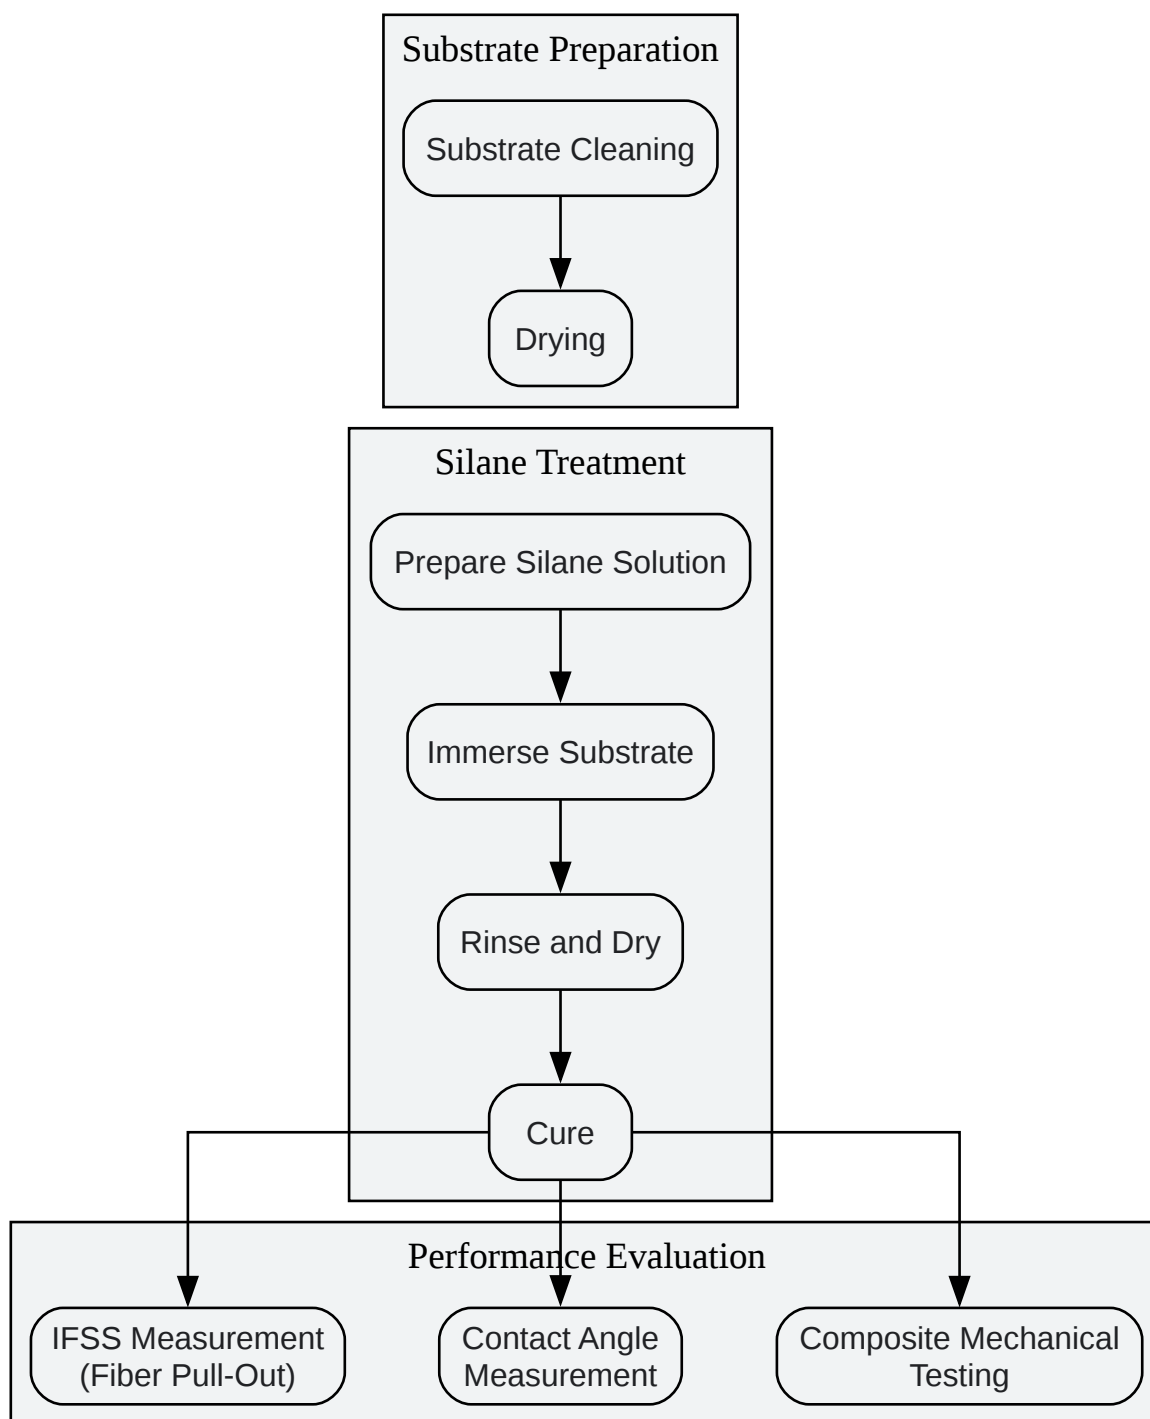 Substrate Preparation
Substrate Cleaning
Drying
Silane Treatment
Prepare Silane Solution
Immerse Substrate
Rinse and Dry
Cure
Performance Evaluation
IFSS Measurement
(Fiber Pull-Out)
Contact Angle
Measurement
Composite Mechanical
Testing